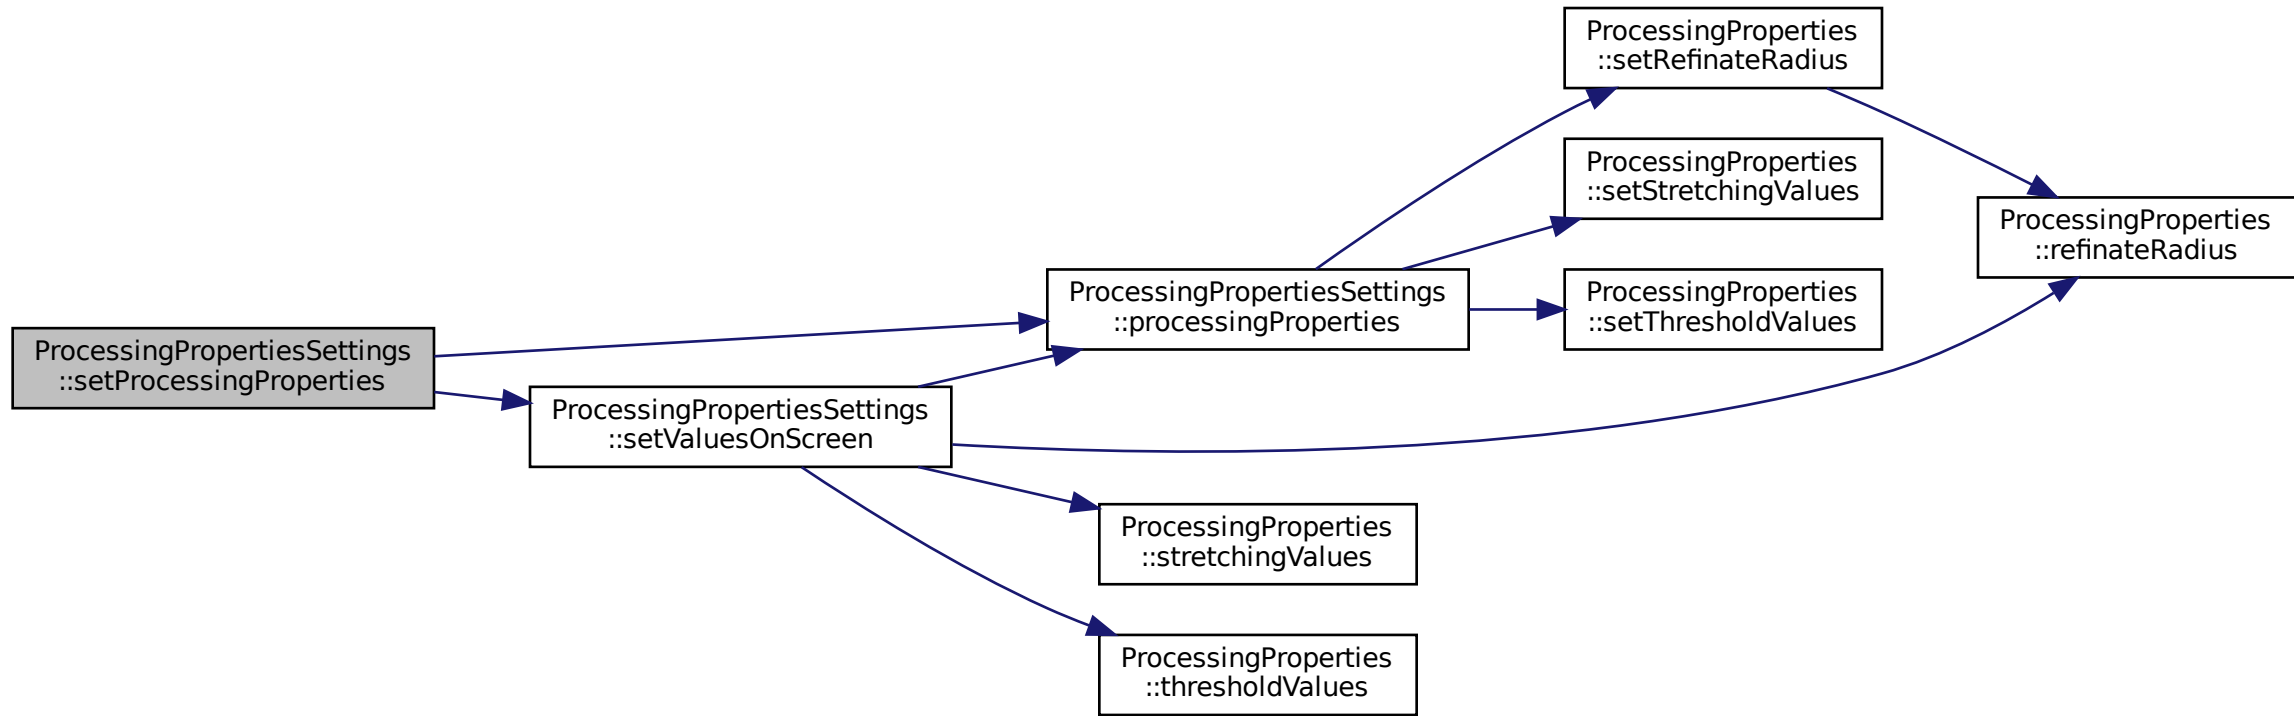 ProcessingPropertiesSettings
::setProcessingProperties
ProcessingPropertiesSettings
::setValuesOnScreen
ProcessingPropertiesSettings
::processingProperties
ProcessingProperties
::setRefinateRadius
ProcessingProperties
::setStretchingValues
ProcessingProperties
::setThresholdValues
ProcessingProperties
::refinateRadius
ProcessingProperties
::stretchingValues
ProcessingProperties
::thresholdValues